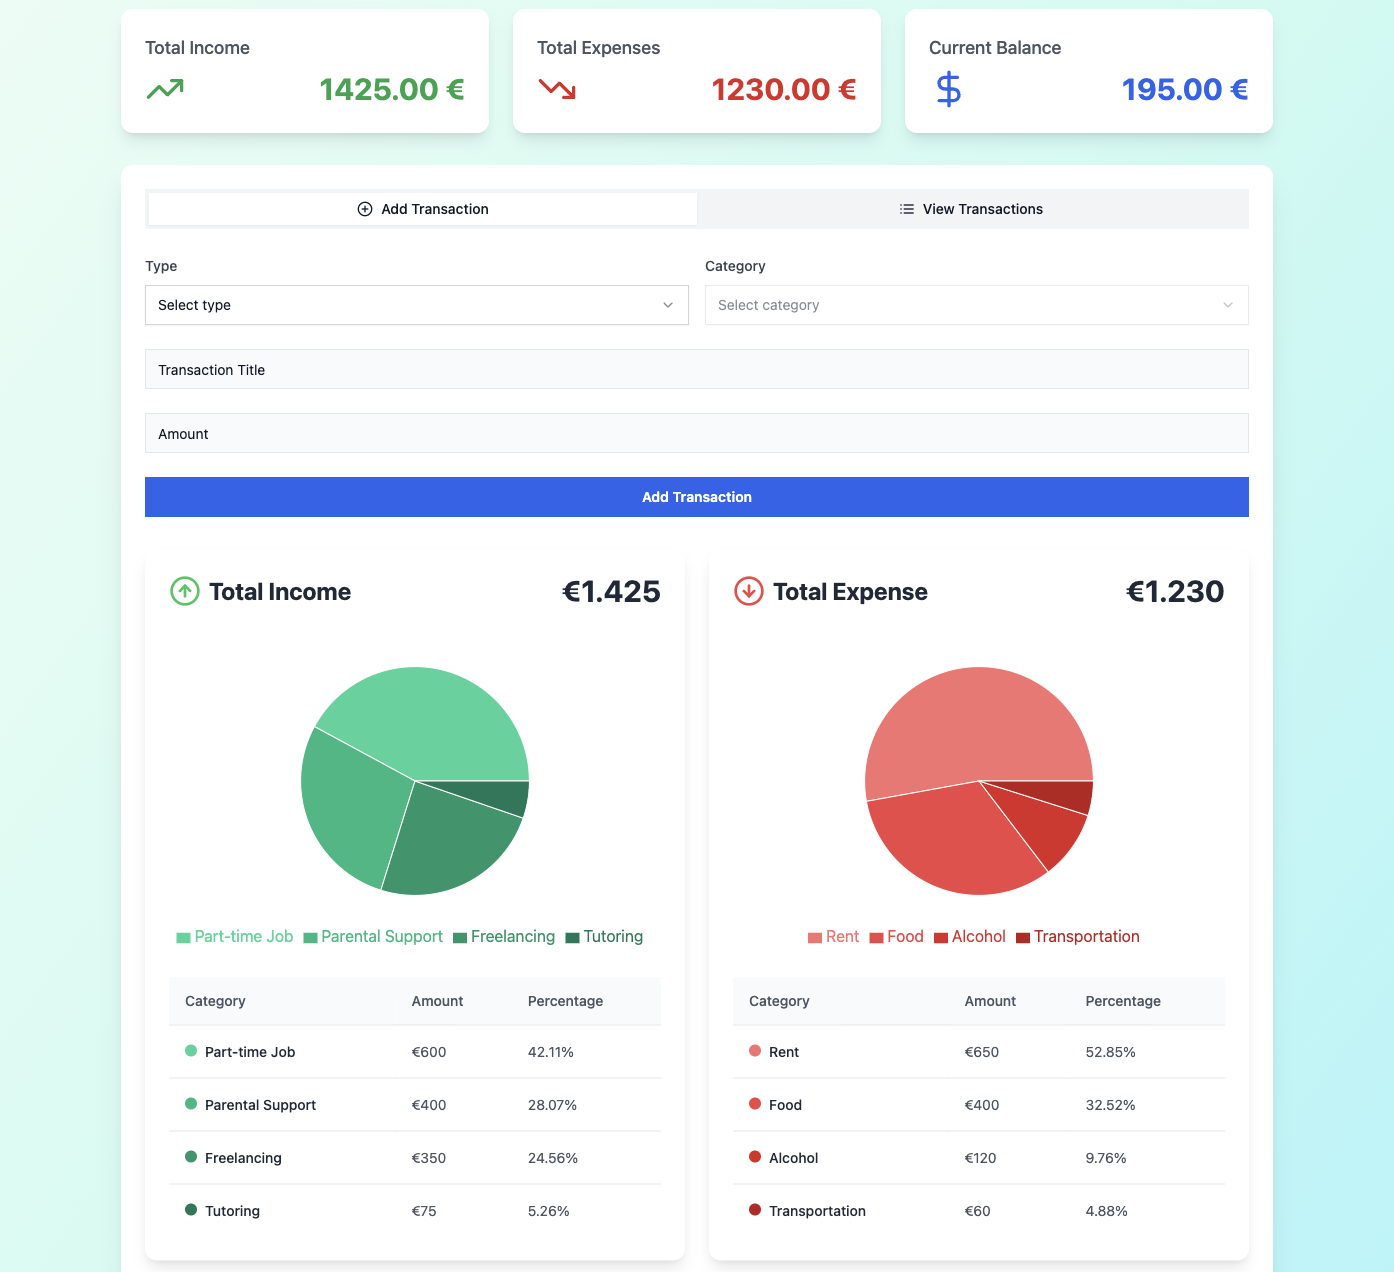 Total Income
1425.00 €
Total Expenses
1230.00 €
Current Balance
195.00 €
Add Transaction
View Transactions
Type
Category
Select type
Select category
Transaction Title
Amount
Add Transaction
Total Income
€1.425
Part-time Job Parental Support Freelancing Tutoring
Category Amount Percentage
Part-time Job €600 42.11%
Parental Support €400 28.07%
Freelancing €350 24.56%
Tutoring €75 5.26%
Total Expense
€1.230
Rent Food Alcohol Transportation
Category Amount Percentage
Rent €650 52.85%
Food €400 32.52%
Alcohol €120 9.76%
Transportation €60 4.88%